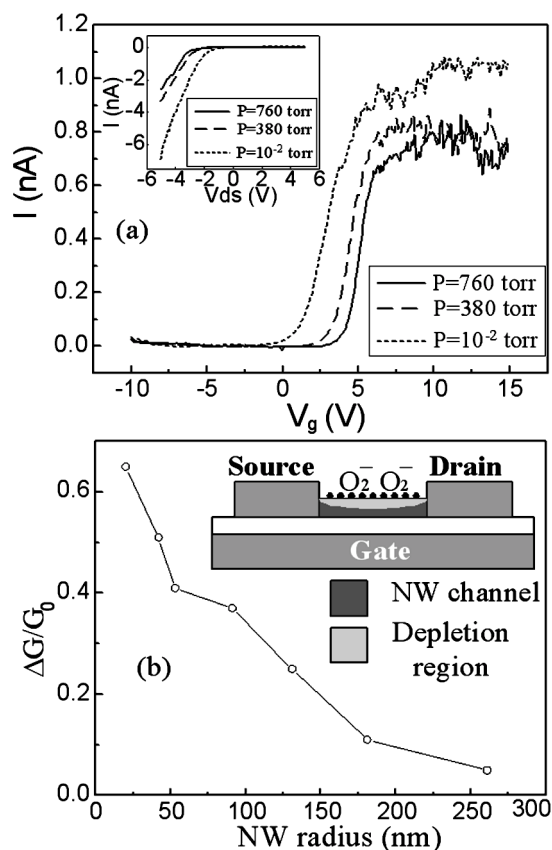 1.2
1.0
0.8
0.6
0.4
0.2
0.0
I (nA)
0
-2
-4
-6
I (nA)
P=760 torr
P=380 torr
P=10⁻² torr
-6 -4 -2 0 2 4 6
Vds (V)
(a)
P=760 torr
P=380 torr
P=10⁻² torr
-10 -5 0 5 10 15
Vg (V)
0.6
0.4
0.2
0.0
ΔG/G₀
Source Drain
O₂⁻ O₂⁻
Gate
NW channel
Depletion
region
(b)
0 50 100 150 200 250 300
NW radius (nm)